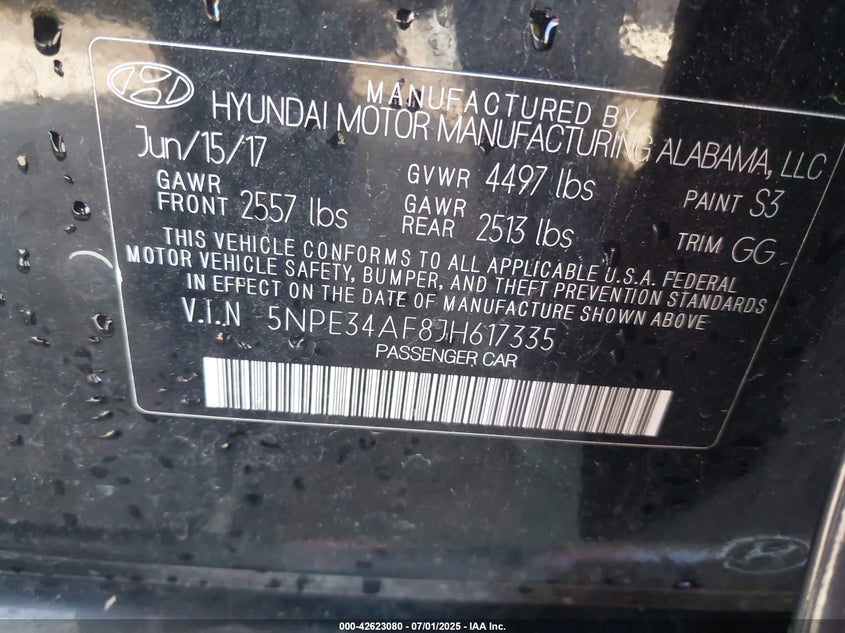 MANUFACTURED BY
HYUNDAI MOTOR MANUFACTURING ALABAMA, LLC
Jun/15/17 GVWR 4497 lbs PAINT S3
GAWR FRONT 2557 lbs GAWR REAR 2513 lbs TRIM GG
THIS VEHICLE CONFORMS TO ALL APPLICABLE U.S.A. FEDERAL
MOTOR VEHICLE SAFETY, BUMPER, AND THEFT PREVENTION STANDARDS
IN EFFECT ON THE DATE OF MANUFACTURE SHOWN ABOVE
V.I.N 5NPE34AF8JH617335
PASSENGER CAR
000-42623080 - 07/01/2025 - IAA Inc.